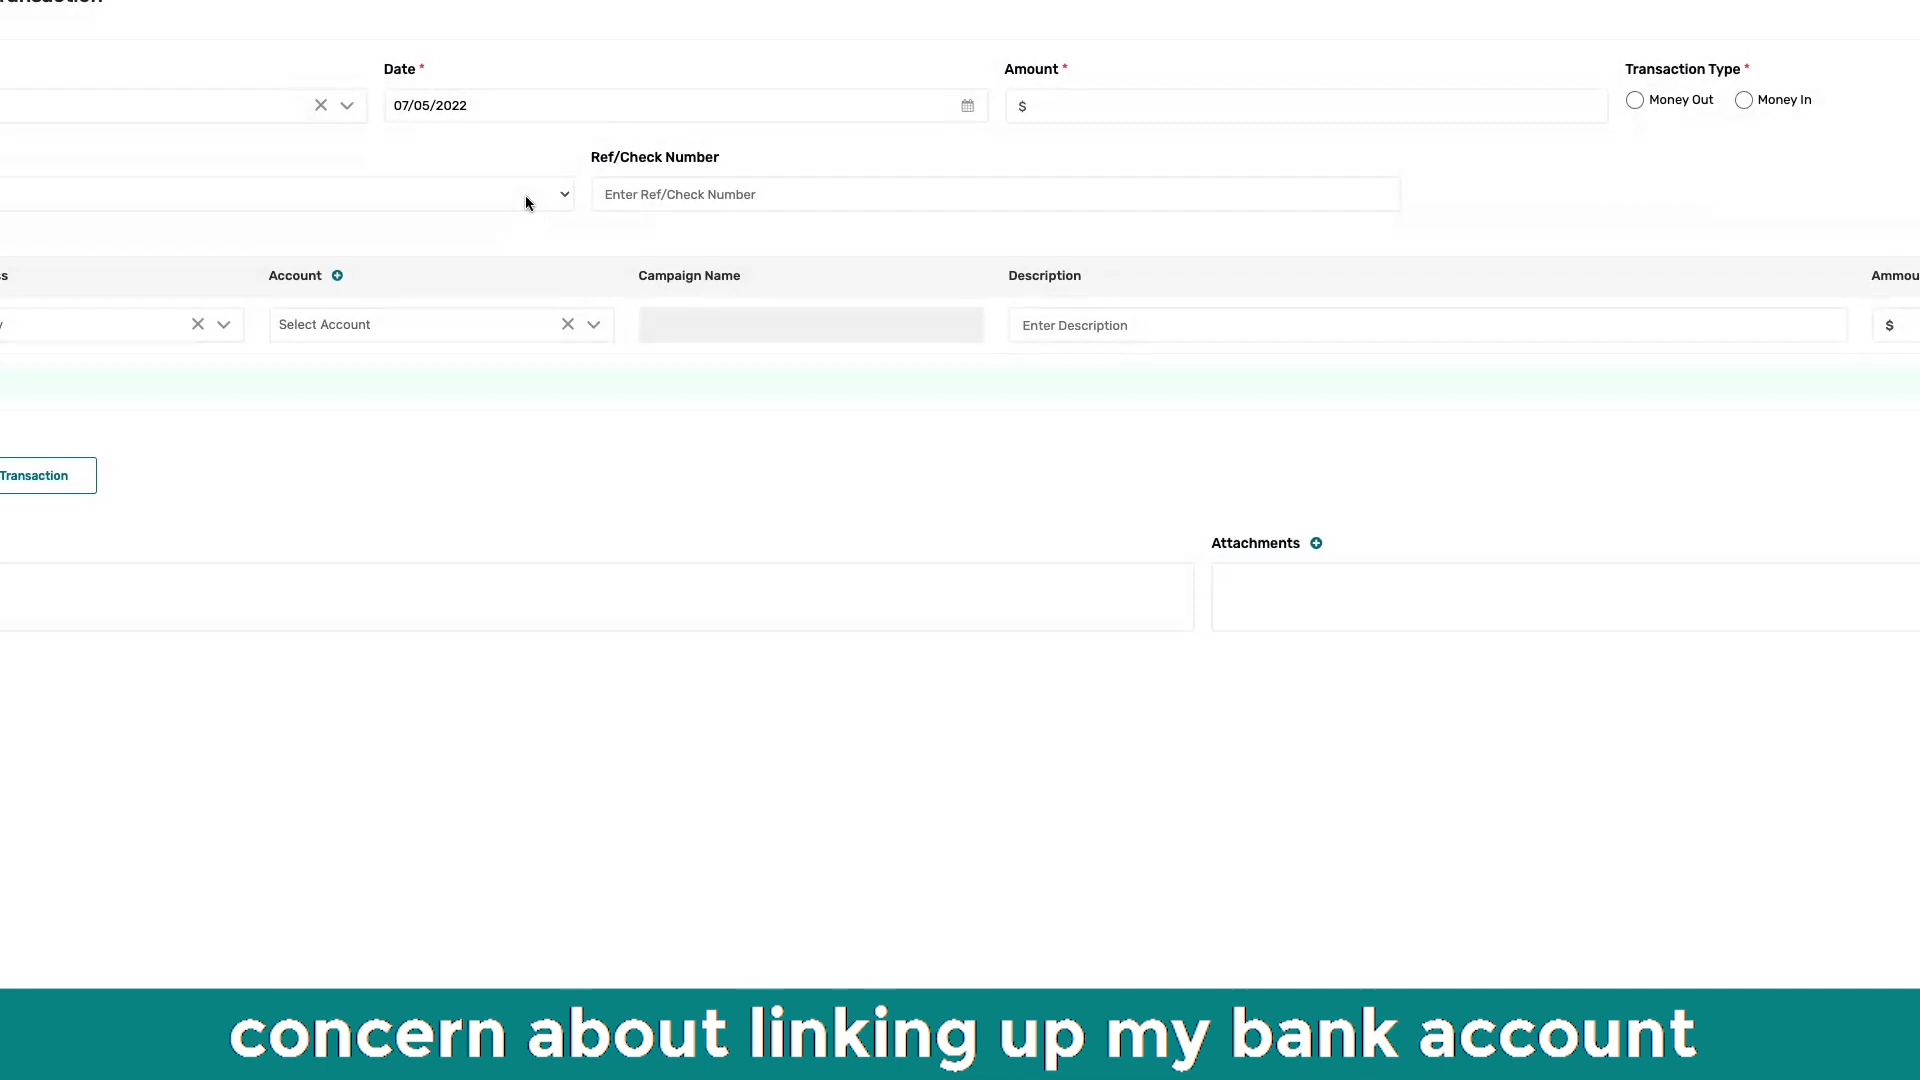 Date *
Amount *
Transaction Type *
07/05/2022
$
Money Out
Money In
Ref/Check Number
Enter Ref/Check Number
Account
Campaign Name
Description
Select Account
Enter Description
$
Transaction
Attachments
concern about linking up my bank account